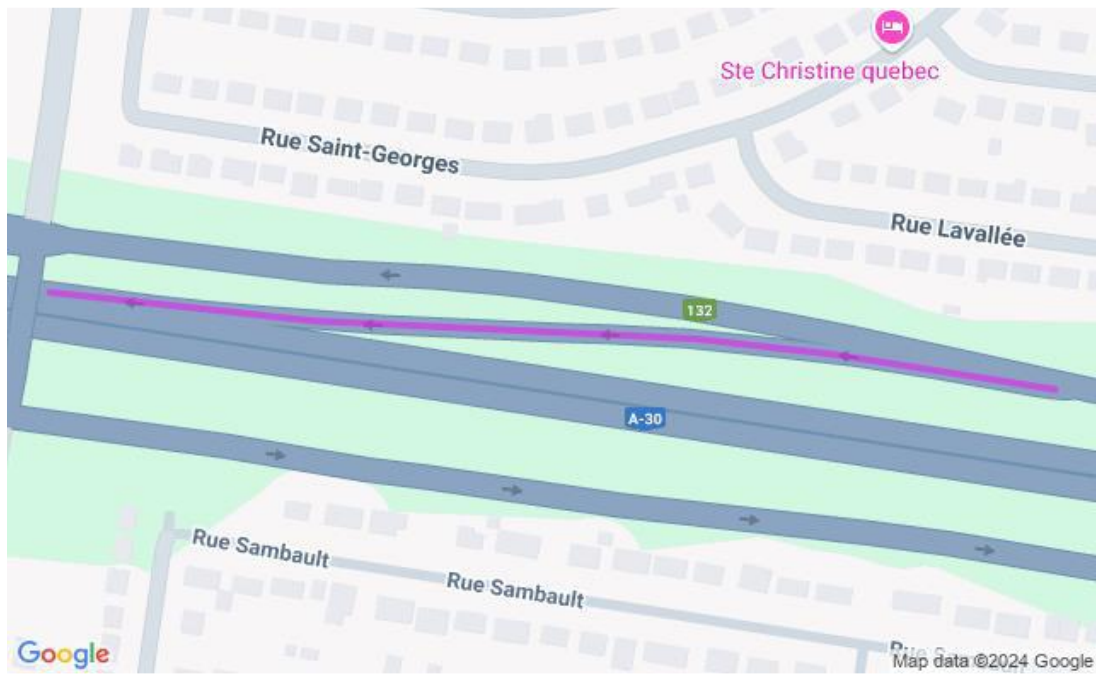 Ste Christine quebec
Rue Saint-Georges
Rue Lavallée
132
A-30
Rue Sambault
Rue Sambault
Google
Map data ©2024 Google